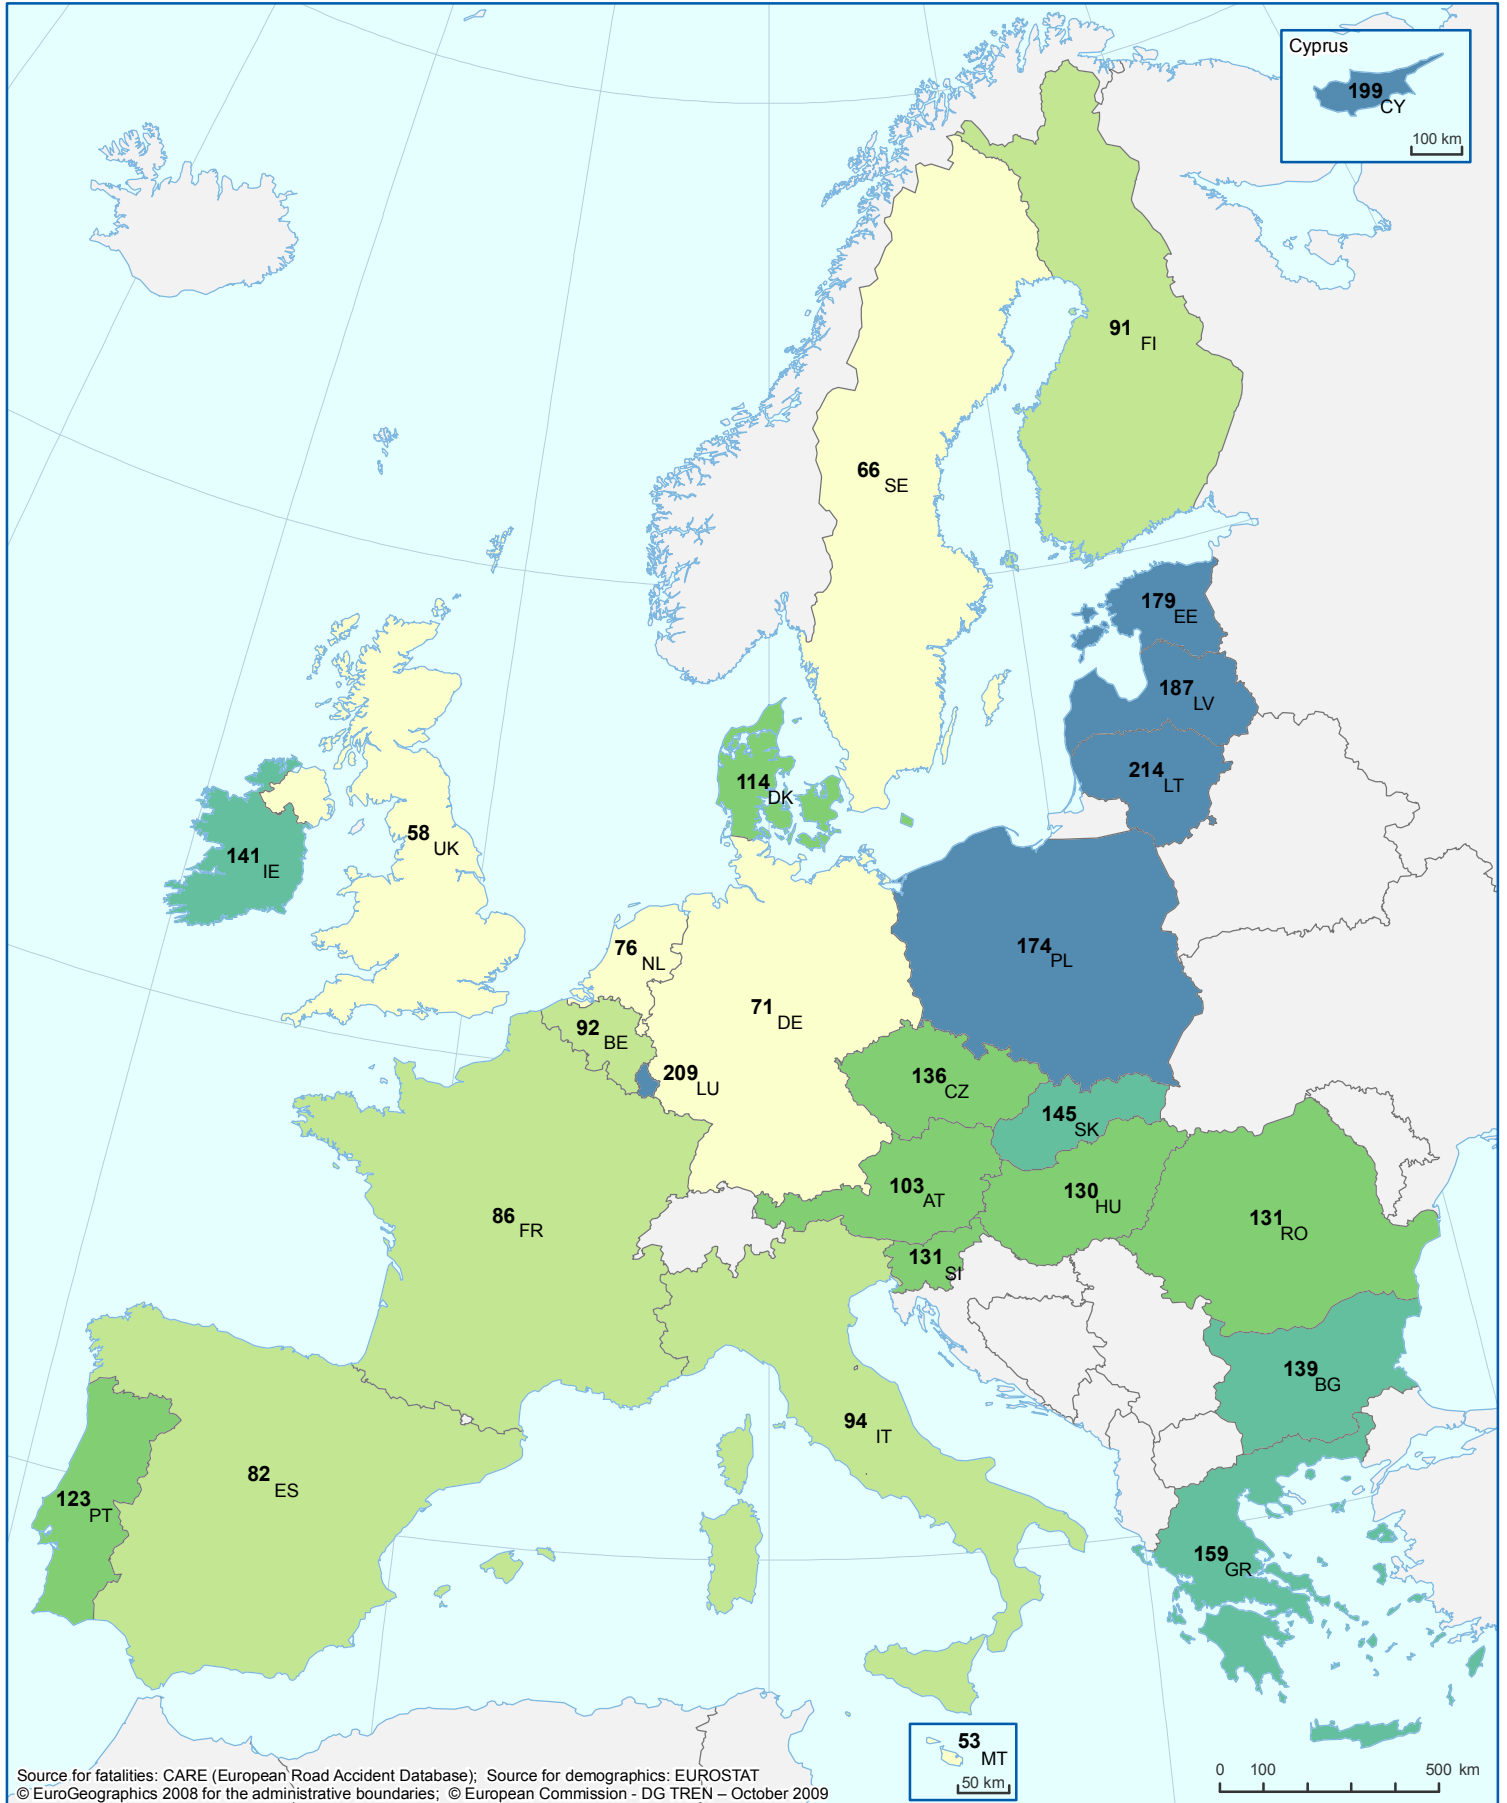 Cyprus
199 CY
100 km
91 FI
66 SE
179 EE
187 LV
214 LT
114 DK
58 UK
141 IE
76 NL
174 PL
71 DE
92 BE
209 LU
136 CZ
145 SK
103 AT
130 HU
86 FR
131 RO
131 SI
139 BG
94 IT
82 ES
123 PT
159 GR
53 MT
50 km
0 100 500 km
Source for fatalities: CARE (European Road Accident Database); Source for demographics: EUROSTAT
© EuroGeographics 2008 for the administrative boundaries; © European Commission - DG TREN – October 2009